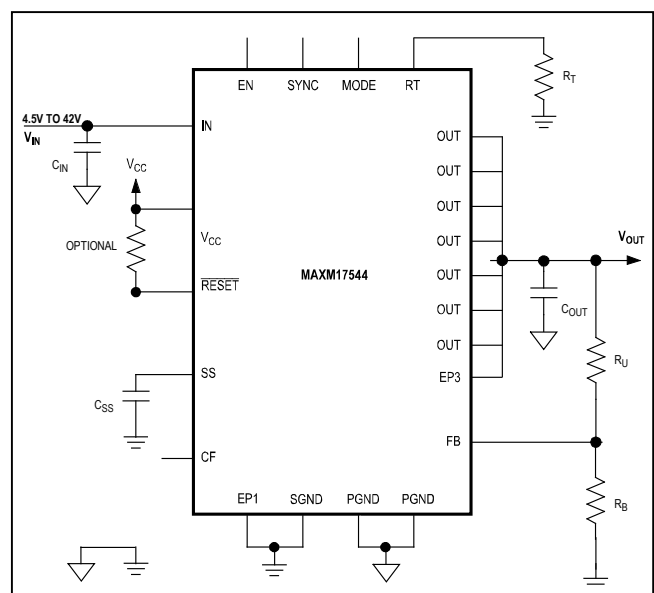 EN SYNC MODE RT
R_T
4.5V TO 42V
V_IN
IN
C_IN
V_CC
OPTIONAL
V_CC
RESET
MAXM17544
OUT
OUT
OUT
OUT
OUT
OUT
OUT
EP3
V_OUT
C_OUT
R_U
SS
C_SS
CF
FB
R_B
EP1 SGND PGND PGND